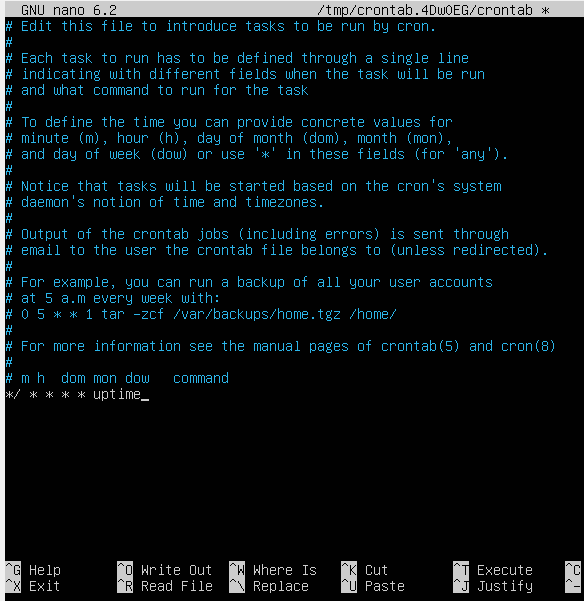 GNU nano 6.2 /tmp/crontab.4DwOEG/crontab *
# Edit this file to introduce tasks to be run by cron.
#
# Each task to run has to be defined through a single line
# indicating with different fields when the task will be run
# and what command to run for the task
#
# To define the time you can provide concrete values for
# minute (m), hour (h), day of month (dom), month (mon),
# and day of week (dow) or use '*' in these fields (for 'any').
#
# Notice that tasks will be started based on the cron's system
# daemon's notion of time and timezones.
#
# Output of the crontab jobs (including errors) is sent through
# email to the user the crontab file belongs to (unless redirected).
#
# For example, you can run a backup of all your user accounts
# at 5 a.m every week with:
# 0 5 * * 1 tar -zcf /var/backups/home.tgz /home/
#
# For more information see the manual pages of crontab(5) and cron(8)
#
# m h  dom mon dow   command
*/ * * * * uptime_
^G Help ^O Write Out ^W Where Is ^K Cut ^T Execute ^C
^X Exit ^R Read File ^\ Replace ^U Paste ^J Justify ^_